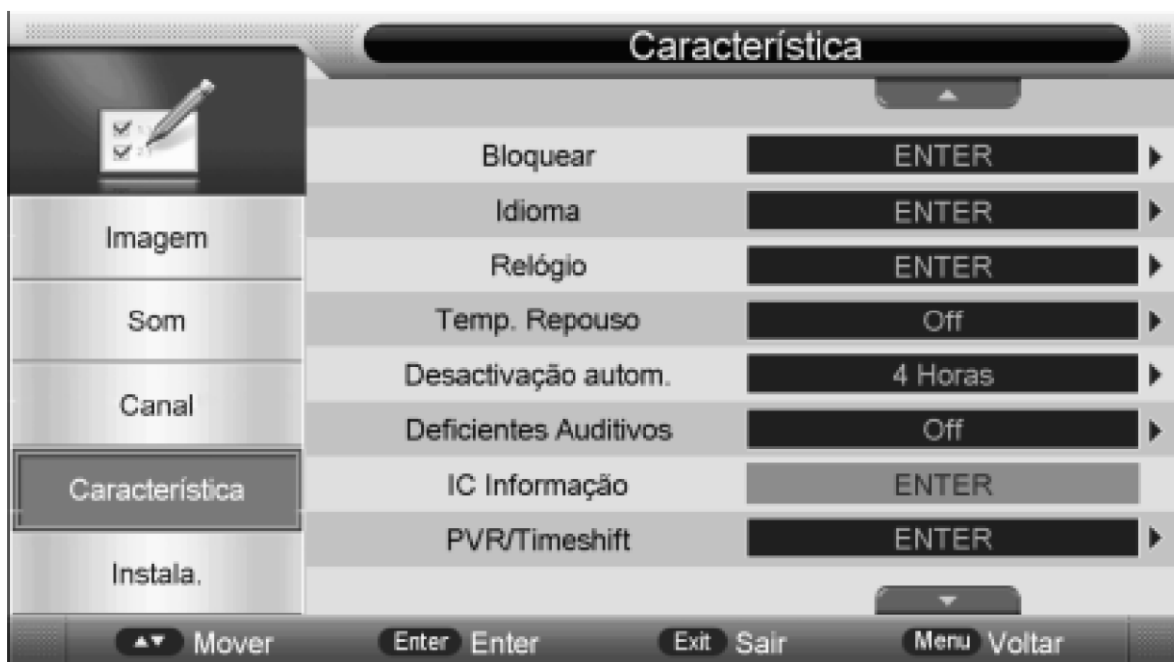 Característica
Imagem
Som
Canal
Característica
Instala.
Bloquear ENTER
Idioma ENTER
Relógio ENTER
Temp. Repouso Off
Desactivação autom. 4 Horas
Deficientes Auditivos Off
IC Informação ENTER
PVR/Timeshift ENTER
Mover Enter Enter Exit Sair Menu Voltar